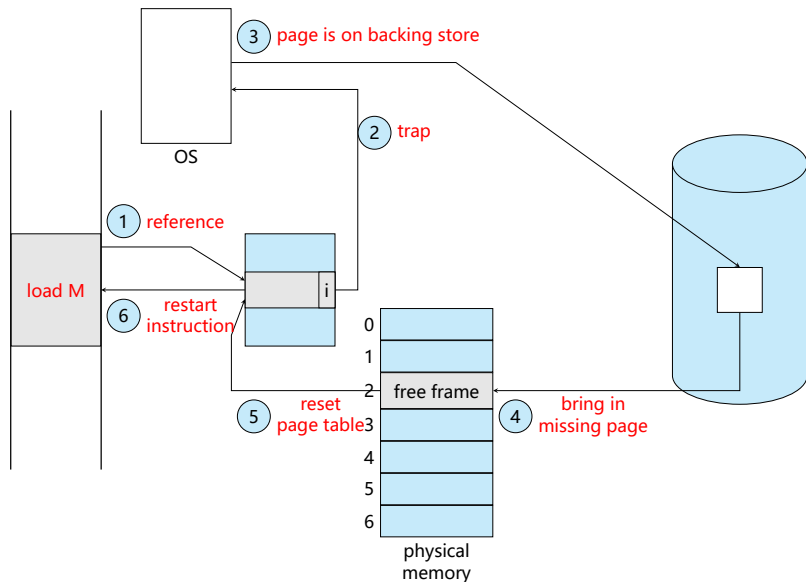 3 page is on backing store
OS
2 trap
1 reference
load M
i
6 restart
instruction
0
1
2 free frame
3
4
5
6
5 reset
page table
4 bring in
missing page
physical
memory